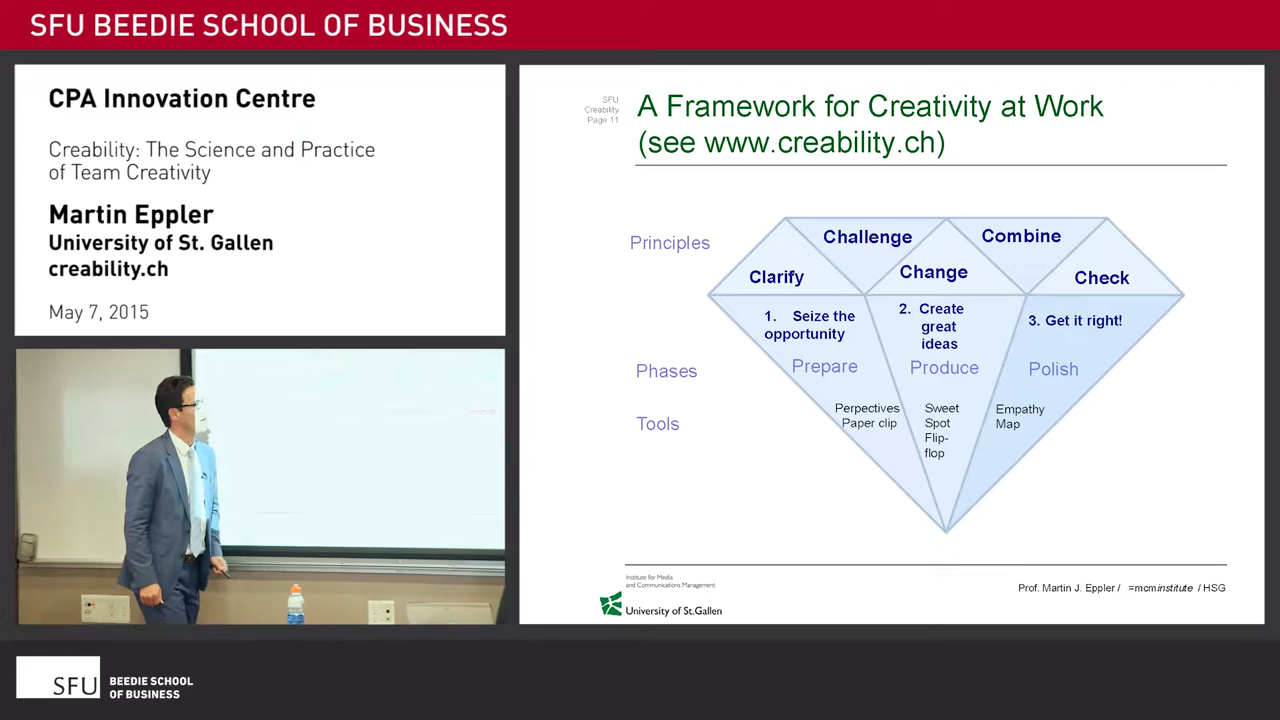 SFU BEEDIE SCHOOL OF BUSINESS
CPA Innovation Centre
Creability: The Science and Practice
of Team Creativity
Martin Eppler
University of St. Gallen
creability.ch
May 7, 2015
SFU
Creability
Page 11
A Framework for Creativity at Work
(see www.creability.ch)
Principles
Challenge
Combine
Clarify
Change
Check
1. Seize the
opportunity
2. Create
great
ideas
3. Get it right!
Phases
Prepare
Produce
Polish
Tools
Perpectives
Paper clip
Sweet
Spot
Flip-
flop
Empathy
Map
Institute for Media
and Communications Management
University of St.Gallen
Prof. Martin J. Eppler / =mcminstitute / HSG
SFU
BEEDIE SCHOOL
OF BUSINESS